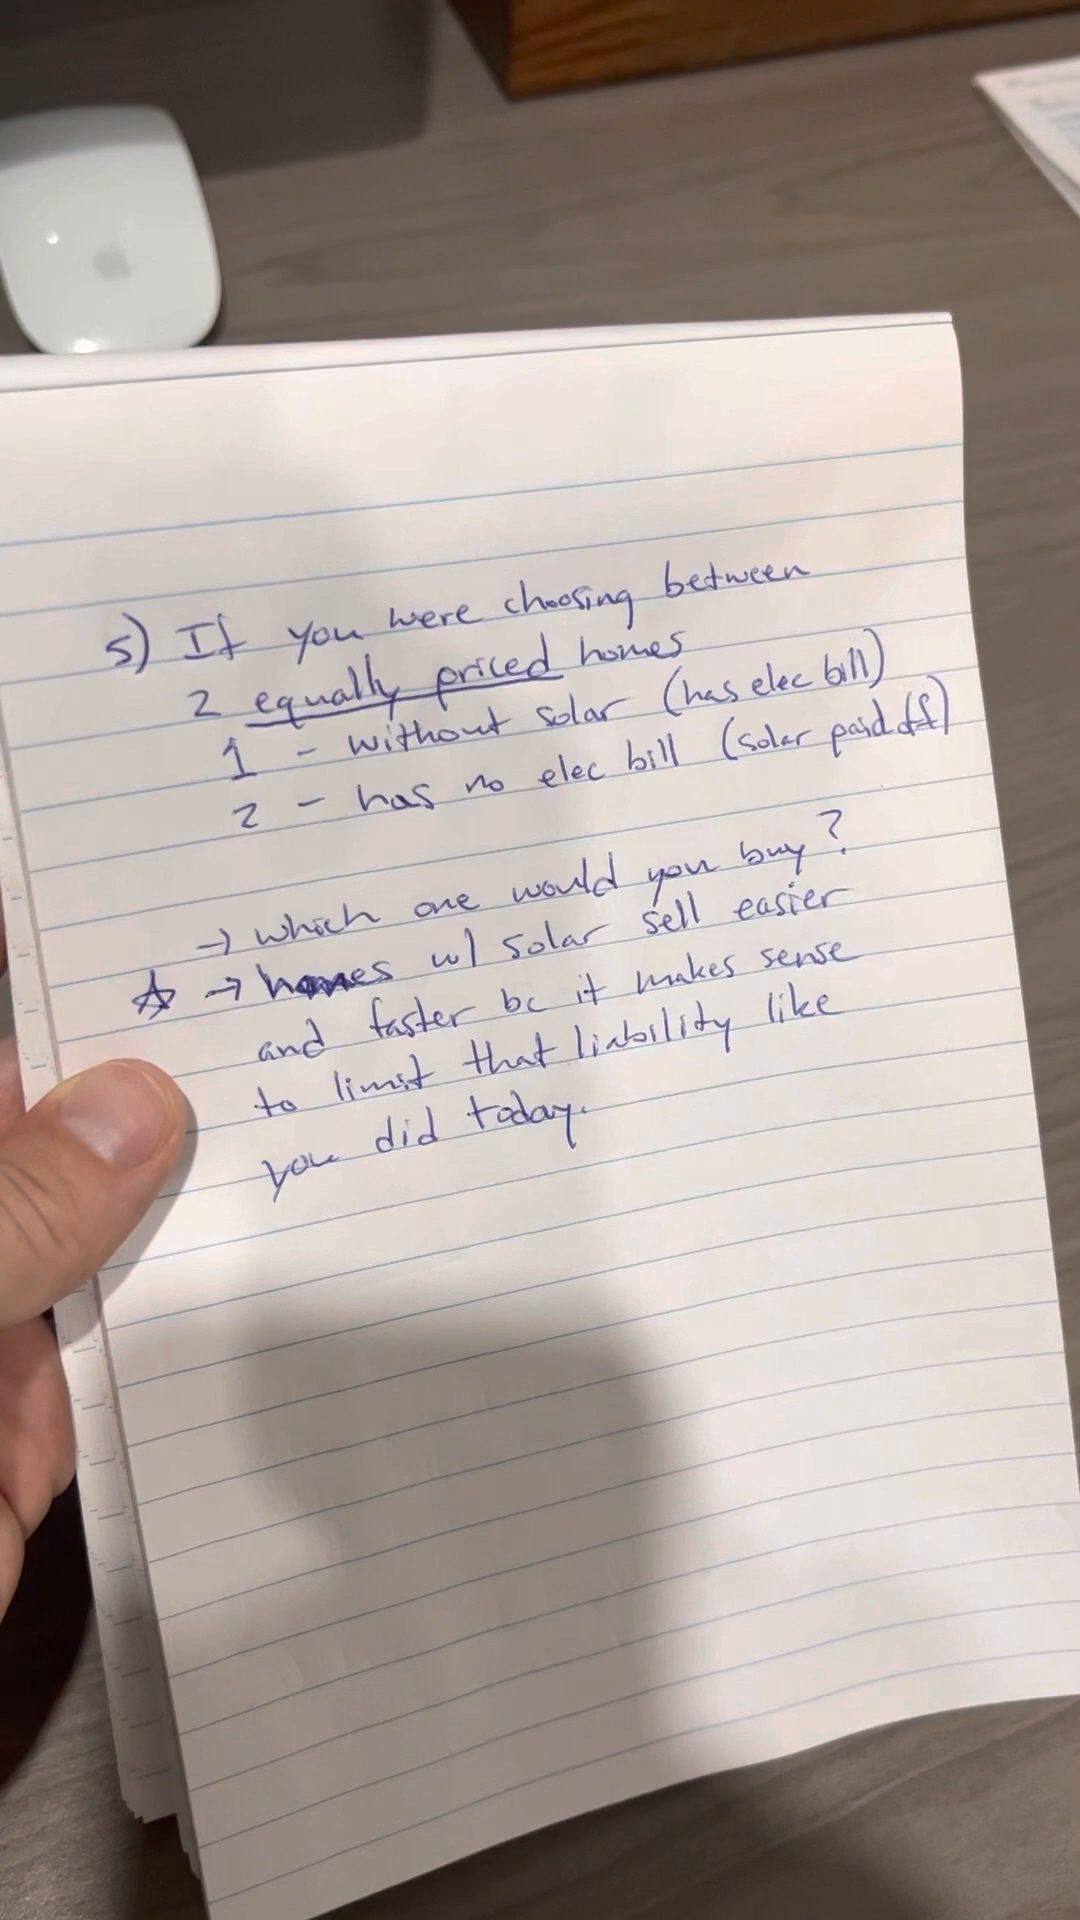 5) If you were choosing between
2 equally priced homes
1 - without solar (has elec bill)
2 - has no elec bill (solar paid off)
→ which one would you buy?
☆ → homes w/ solar sell easier
and faster bc it makes sense
to limit that liability like
you did today.